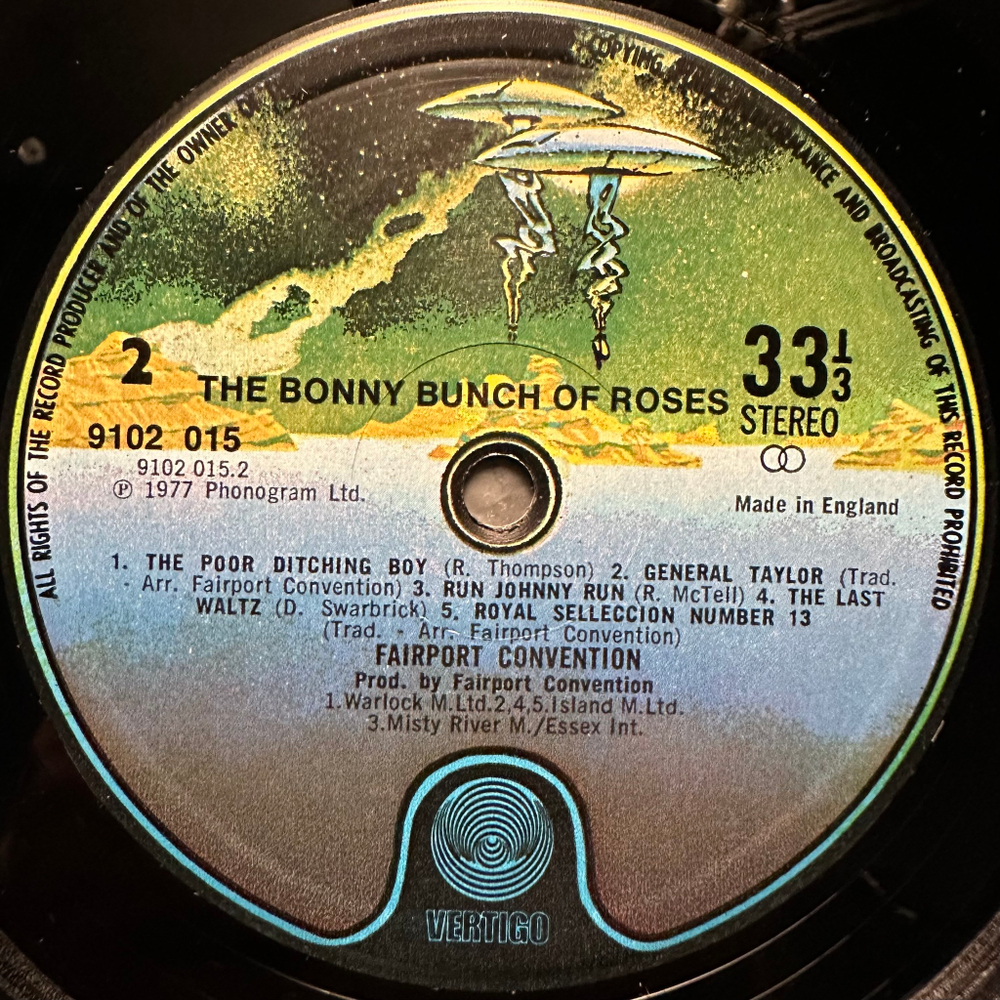 ALL RIGHTS OF THE RECORD PRODUCER AND OF THE OWNER
COPYING
AND BROADCASTING OF THIS RECORD PROHIBITED
2
THE BONNY BUNCH OF ROSES
33⅓
STEREO
9102 015
9102 015.2
Ⓟ 1977 Phonogram Ltd.
Made in England
1. THE POOR DITCHING BOY (R. Thompson) 2. GENERAL TAYLOR (Trad.
- Arr. Fairport Convention) 3. RUN JOHNNY RUN (R. McTell) 4. THE LAST
WALTZ (D. Swarbrick) 5. ROYAL SELLECCION NUMBER 13
(Trad. - Arr. Fairport Convention)
FAIRPORT CONVENTION
Prod. by Fairport Convention
1.Warlock M.Ltd.2,4,5.Island M.Ltd.
3.Misty River M./Essex Int.
VERTIGO